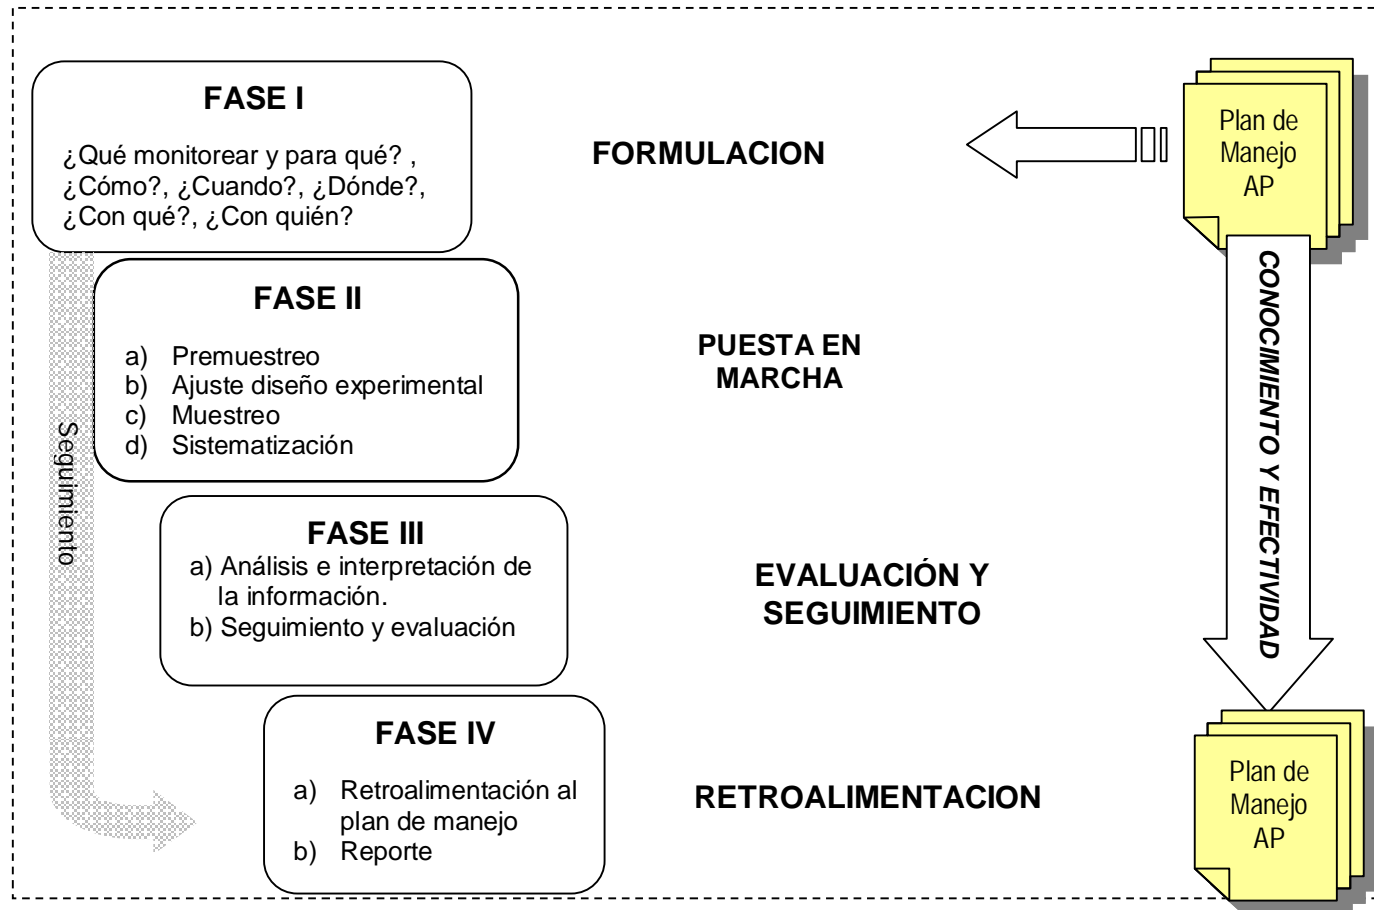 FASE I
¿Qué monitorear y para qué? ,
¿Cómo?, ¿Cuando?, ¿Dónde?,
¿Con qué?, ¿Con quién?
FORMULACION
Plan de
Manejo
AP
FASE II
a) Premuestreo
b) Ajuste diseño experimental
c) Muestreo
d) Sistematización
PUESTA EN
MARCHA
CONOCIMIENTO Y EFECTIVIDAD
Seguimiento
FASE III
a) Análisis e interpretación de
la información.
b) Seguimiento y evaluación
EVALUACIÓN Y
SEGUIMIENTO
FASE IV
a) Retroalimentación al
plan de manejo
b) Reporte
RETROALIMENTACION
Plan de
Manejo
AP